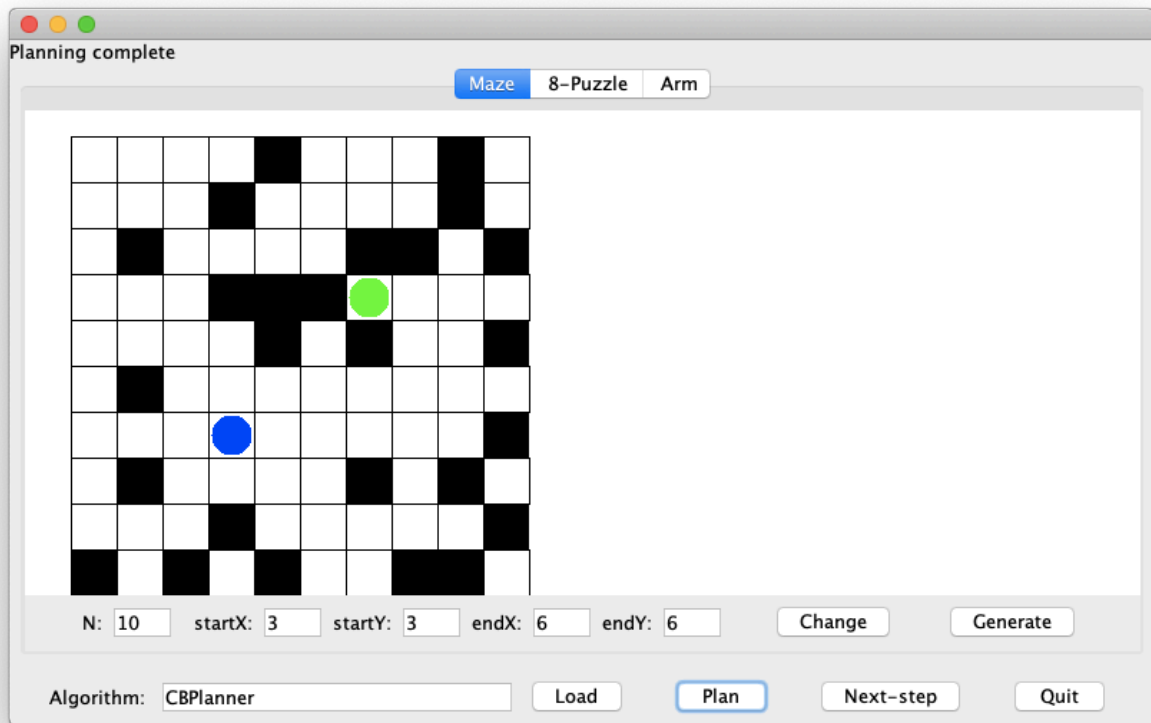 Planning complete
Maze 8-Puzzle Arm
N: 10 startX: 3 startY: 3 endX: 6 endY: 6 Change Generate
Algorithm: CBPlanner Load Plan Next-step Quit